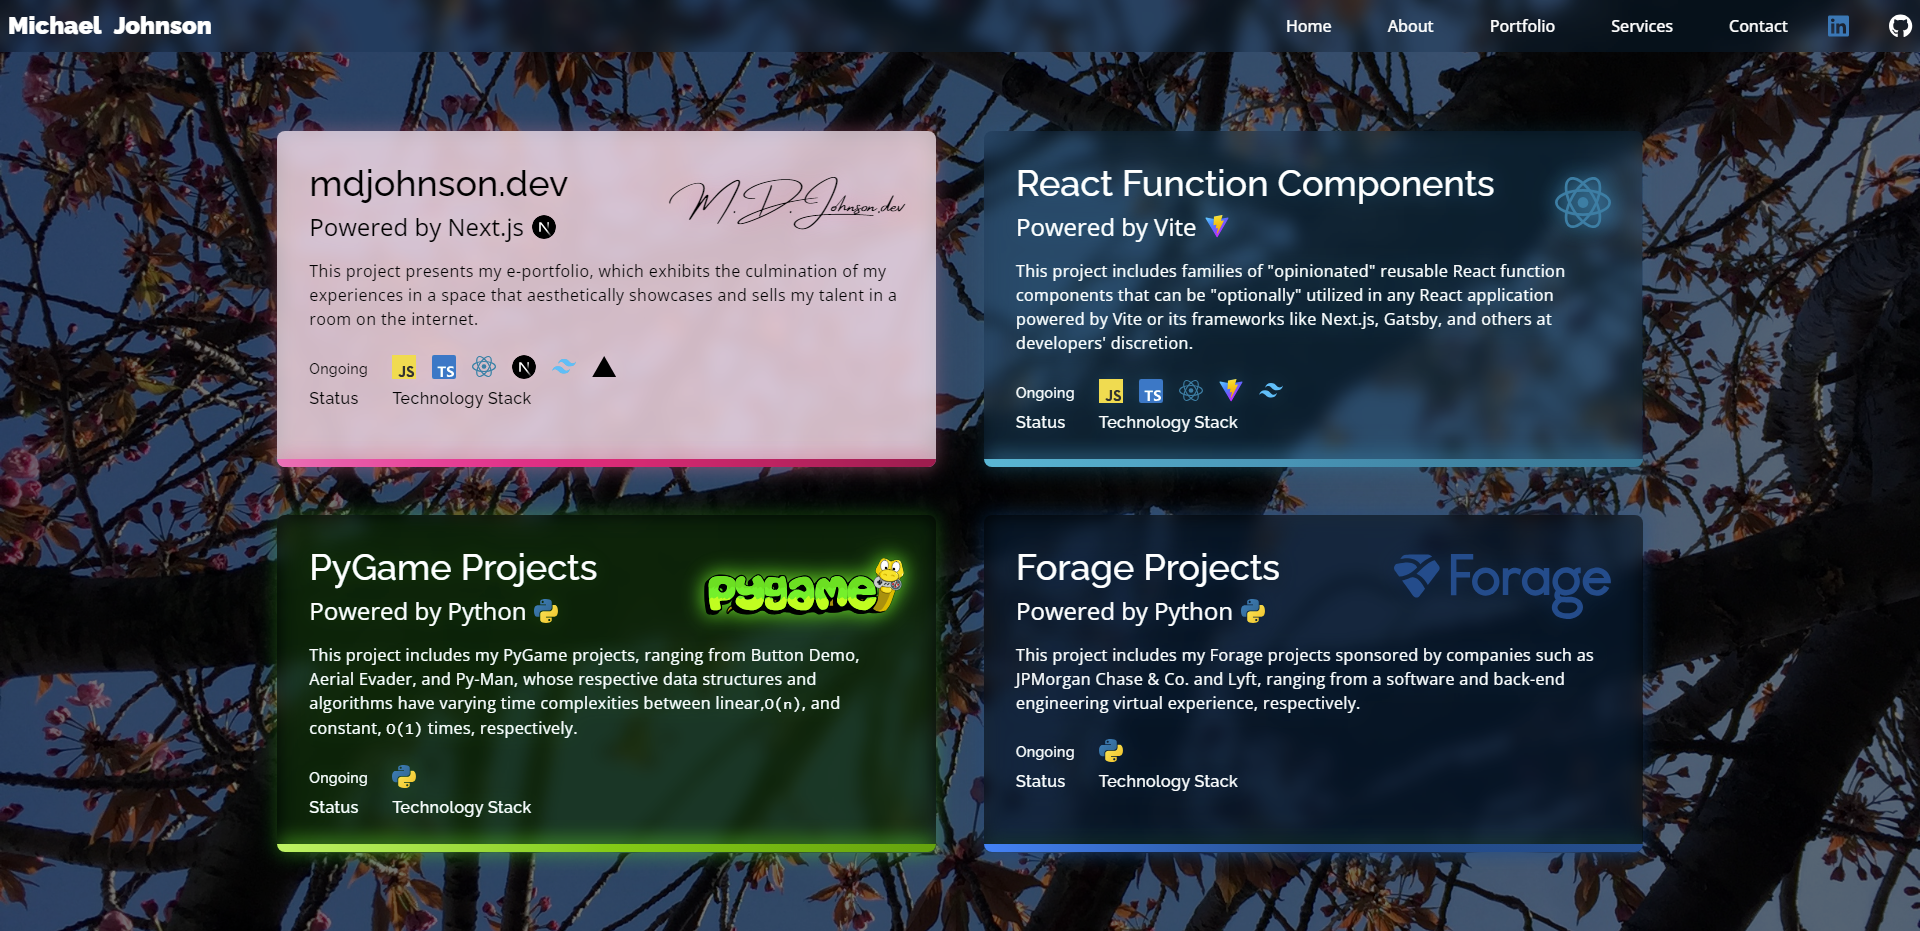 Michael Johnson
Home About Portfolio Services Contact
mdjohnson.dev
M.D.Johnson.dev
Powered by Next.js
This project presents my e-portfolio, which exhibits the culmination of my
experiences in a space that aesthetically showcases and sells my talent in a
room on the internet.
Ongoing JS TS N
Status Technology Stack
React Function Components
Powered by Vite
This project includes families of "opinionated" reusable React function
components that can be "optionally" utilized in any React application
powered by Vite or its frameworks like Next.js, Gatsby, and others at
developers' discretion.
Ongoing JS TS
Status Technology Stack
PyGame Projects
pygame
Powered by Python
This project includes my PyGame projects, ranging from Button Demo,
Aerial Evader, and Py-Man, whose respective data structures and
algorithms have varying time complexities between linear,O(n), and
constant, O(1) times, respectively.
Ongoing
Status Technology Stack
Forage Projects
Forage
Powered by Python
This project includes my Forage projects sponsored by companies such as
JPMorgan Chase & Co. and Lyft, ranging from a software and back-end
engineering virtual experience, respectively.
Ongoing
Status Technology Stack